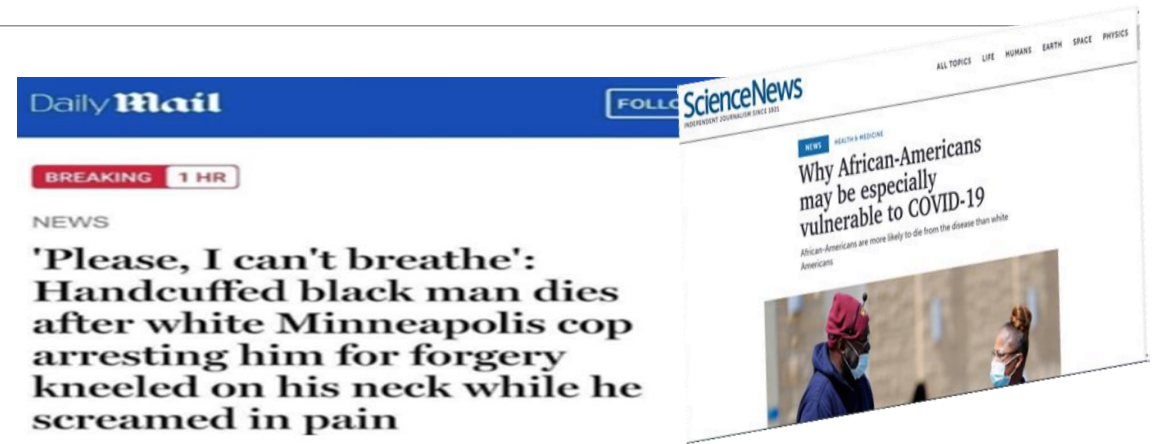 Daily Mail
FOLLO
BREAKING 1 HR
NEWS
'Please, I can't breathe':
Handcuffed black man dies
after white Minneapolis cop
arresting him for forgery
kneeled on his neck while he
screamed in pain
ALL TOPICS LIFE HUMANS EARTH SPACE PHYSICS
ScienceNews
INDEPENDENT JOURNALISM SINCE 1921
NEWS HEALTH & MEDICINE
Why African-Americans
may be especially
vulnerable to COVID-19
African-Americans are more likely to die from the disease than white
Americans